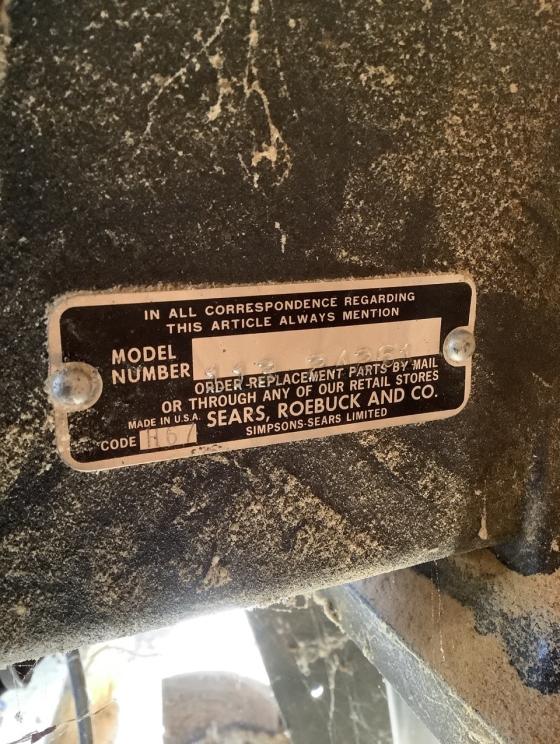 IN ALL CORRESPONDENCE REGARDING
THIS ARTICLE ALWAYS MENTION
MODEL
NUMBER
ORDER REPLACEMENT PARTS BY MAIL
OR THROUGH ANY OF OUR RETAIL STORES
MADE IN U.S.A. SEARS, ROEBUCK AND CO.
CODE SIMPSONS-SEARS LIMITED